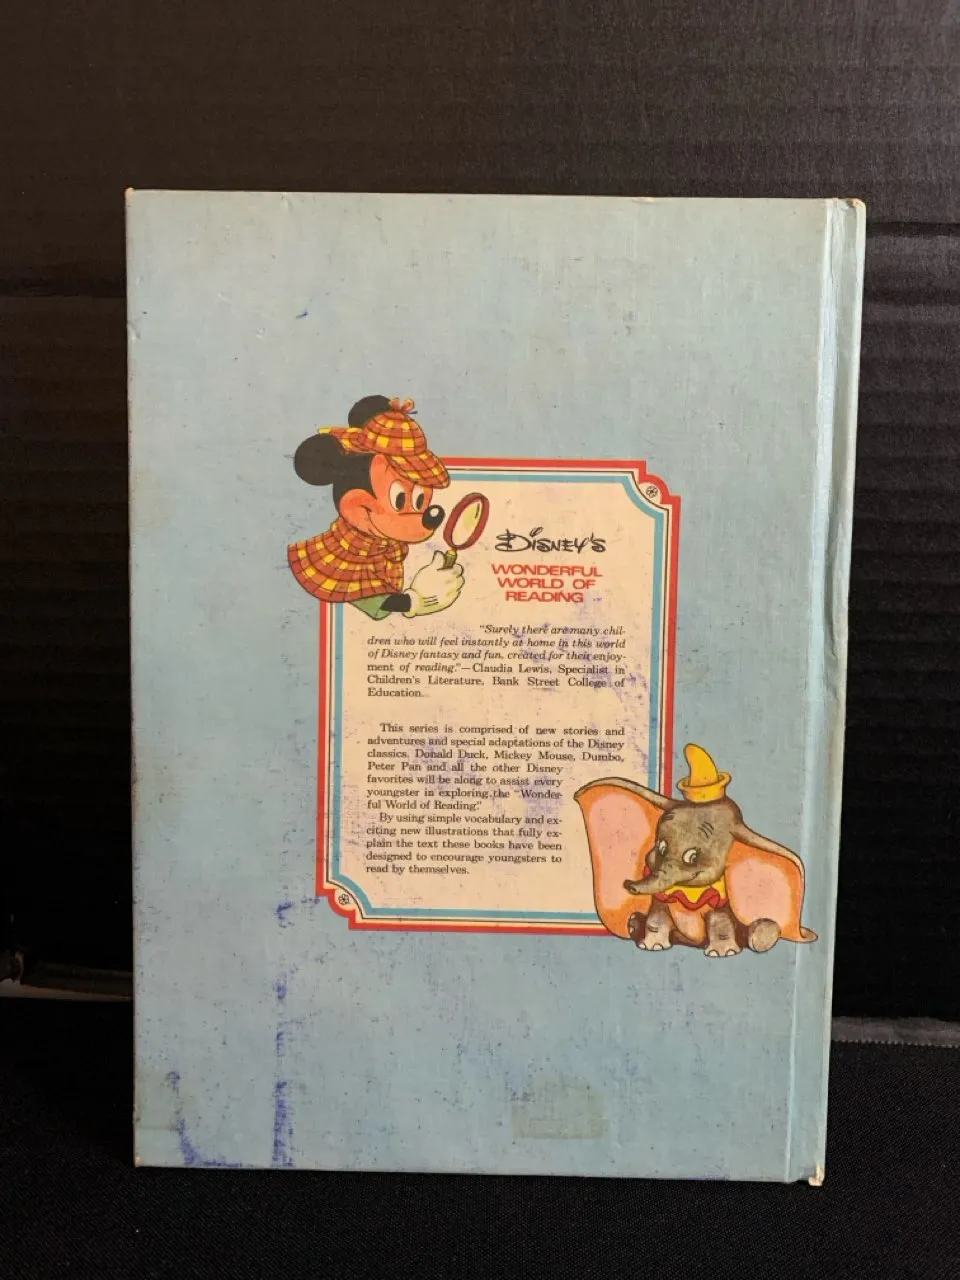 Disney's
WONDERFUL
WORLD OF
READING
"Surely there are many chil-
dren who will feel instantly at home in this world
of Disney fantasy and fun, created for their enjoy-
ment of reading."—Claudia Lewis, Specialist in
Children's Literature, Bank Street College of
Education.
This series is comprised of new stories and
adventures and special adaptations of the Disney
classics. Donald Duck, Mickey Mouse, Dumbo,
Peter Pan and all the other Disney
favorites will be along to assist every
youngster in exploring the "Wonder-
ful World of Reading."
By using simple vocabulary and ex-
citing new illustrations that fully ex-
plain the text these books have been
designed to encourage youngsters to
read by themselves.